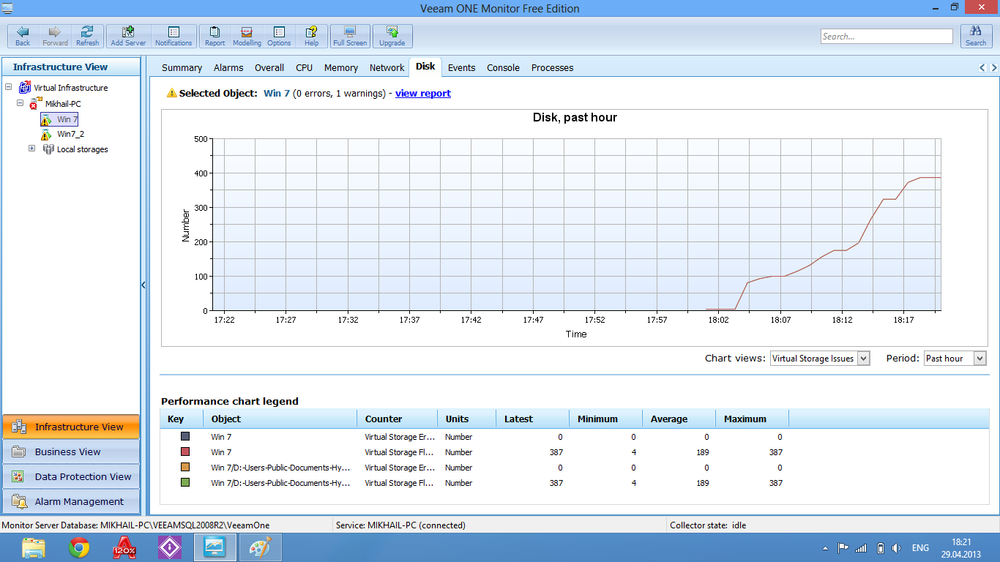 Veeam ONE Monitor Free Edition
Back Forward Refresh Add Server Notifications Report Modelling Options Help Full Screen Upgrade Search... Search
Infrastructure View
Summary Alarms Overall CPU Memory Network Disk Events Console Processes
Virtual Infrastructure
Mikhail-PC
Win 7
Win7_2
Local storages
Selected Object: Win 7 (0 errors, 1 warnings) - view report
Disk, past hour
Number
500
400
300
200
100
0
17:22 17:27 17:32 17:37 17:42 17:47 17:52 17:57 18:02 18:07 18:12 18:17
Time
Chart views: Virtual Storage Issues Period: Past hour
Performance chart legend
Key Object Counter Units Latest Minimum Average Maximum
Win 7 Virtual Storage Er... Number 0 0 0 0
Win 7 Virtual Storage Fl... Number 387 4 189 387
Win 7/D:-Users-Public-Documents-Hy... Virtual Storage Er... Number 0 0 0 0
Win 7/D:-Users-Public-Documents-Hy... Virtual Storage Fl... Number 387 4 189 387
Infrastructure View
Business View
Data Protection View
Alarm Management
Monitor Server Database: MIKHAIL-PC\VEEAMSQL2008R2\VeeamOne Service: MIKHAIL-PC (connected) Collector state: idle
120%
ENG
18:21
29.04.2013